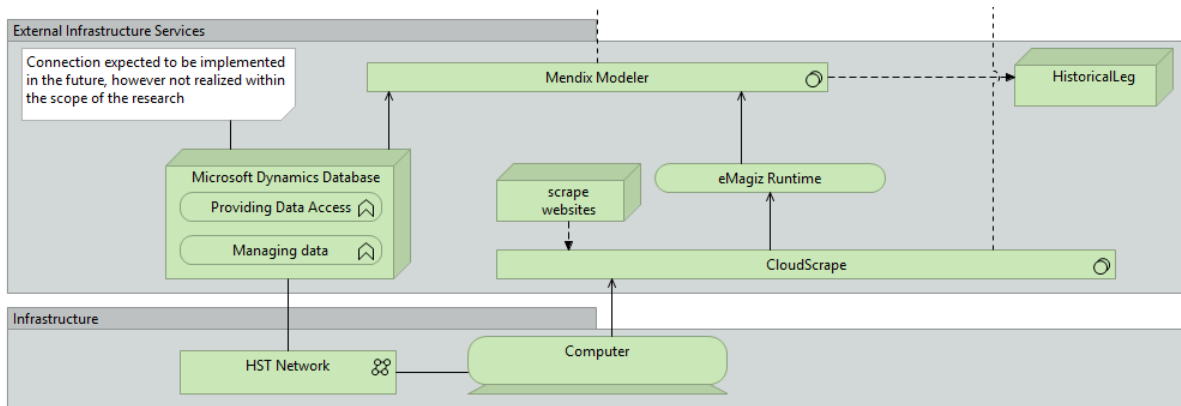 External Infrastructure Services
Connection expected to be implemented
in the future, however not realized within
the scope of the research
Mendix Modeler
HistoricalLeg
Microsoft Dynamics Database
Providing Data Access
Managing data
scrape
websites
eMagiz Runtime
CloudScrape
Infrastructure
HST Network
Computer